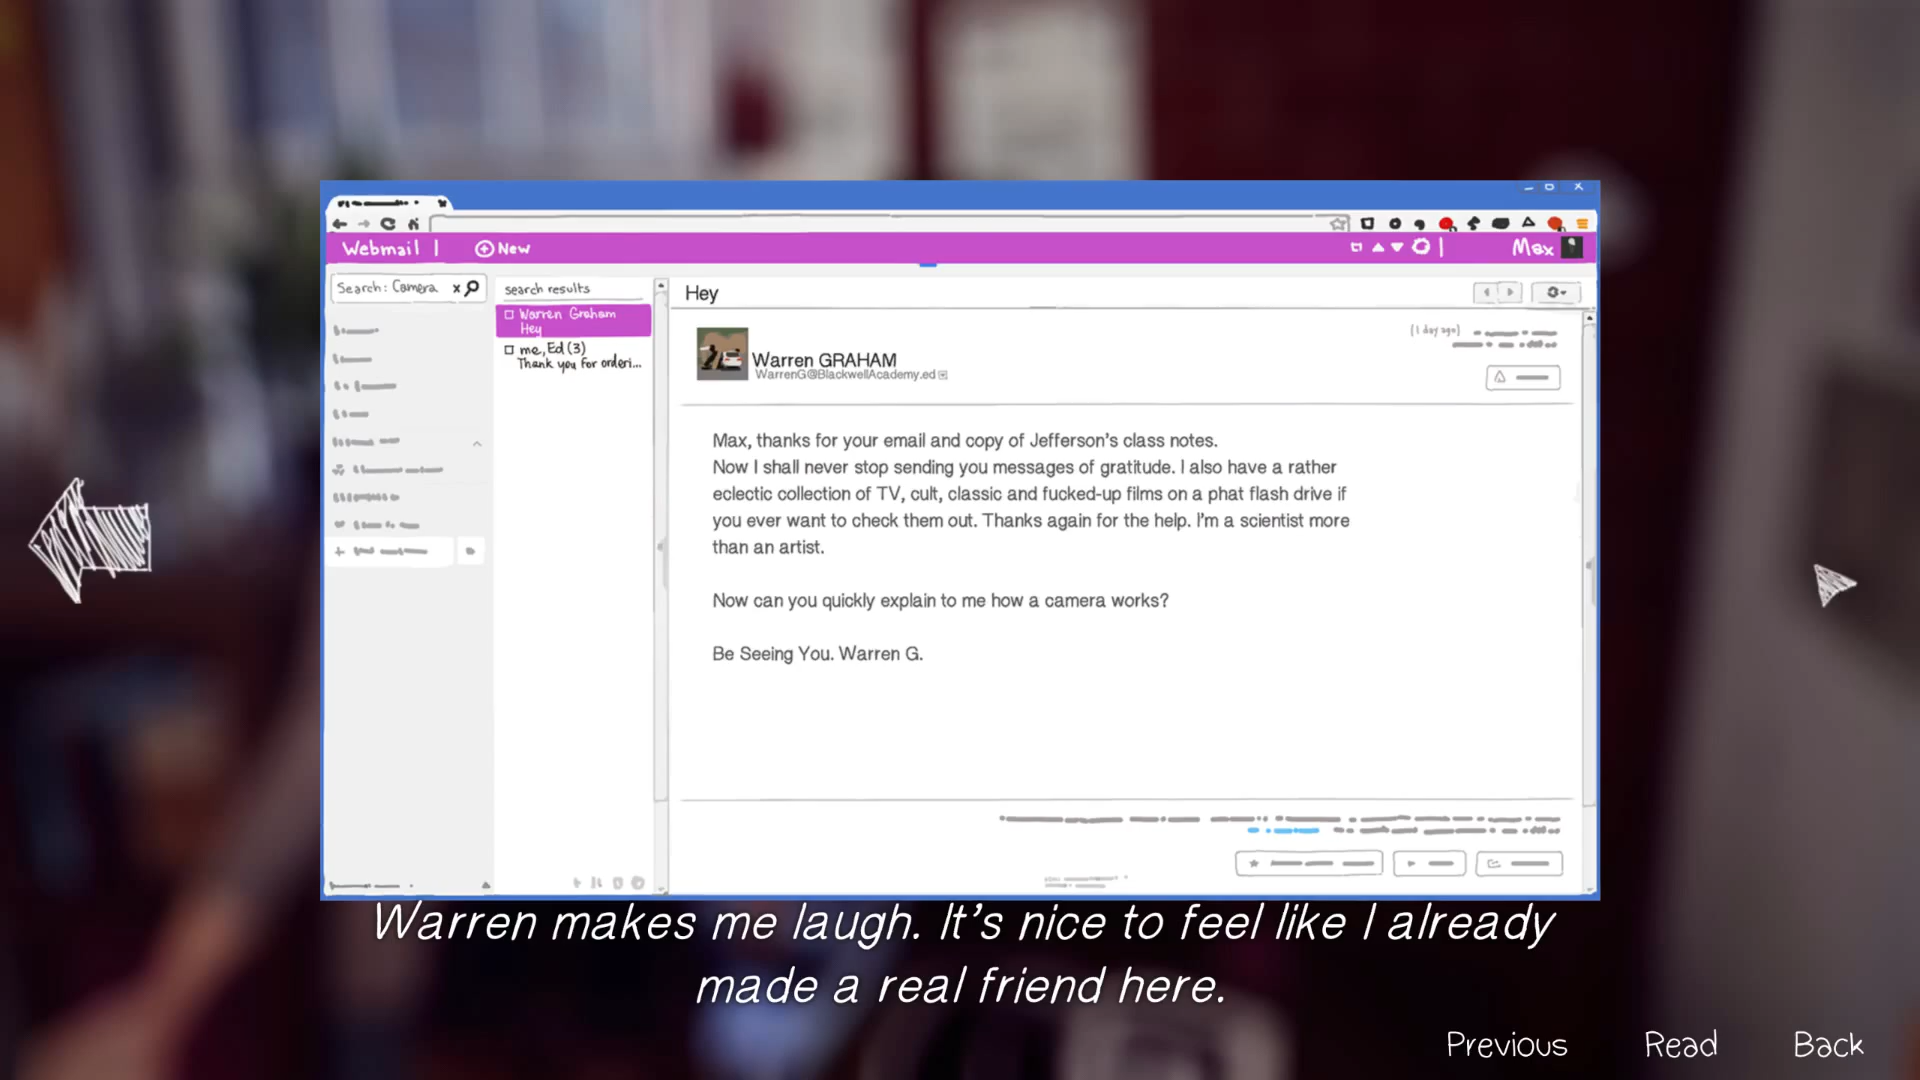 Webmail | New
Max
Search: Camera x
search results
Warren Graham
Hey
me, Ed (3)
Thank you for orderi...
Hey
(1 day ago)
Warren GRAHAM
WarrenG@BlackwellAcademy.ed
Max, thanks for your email and copy of Jefferson's class notes.
Now I shall never stop sending you messages of gratitude. I also have a rather
eclectic collection of TV, cult, classic and fucked-up films on a phat flash drive if
you ever want to check them out. Thanks again for the help. I'm a scientist more
than an artist.
Now can you quickly explain to me how a camera works?
Be Seeing You. Warren G.
Warren makes me laugh. It's nice to feel like I already
made a real friend here.
Previous
Read
Back